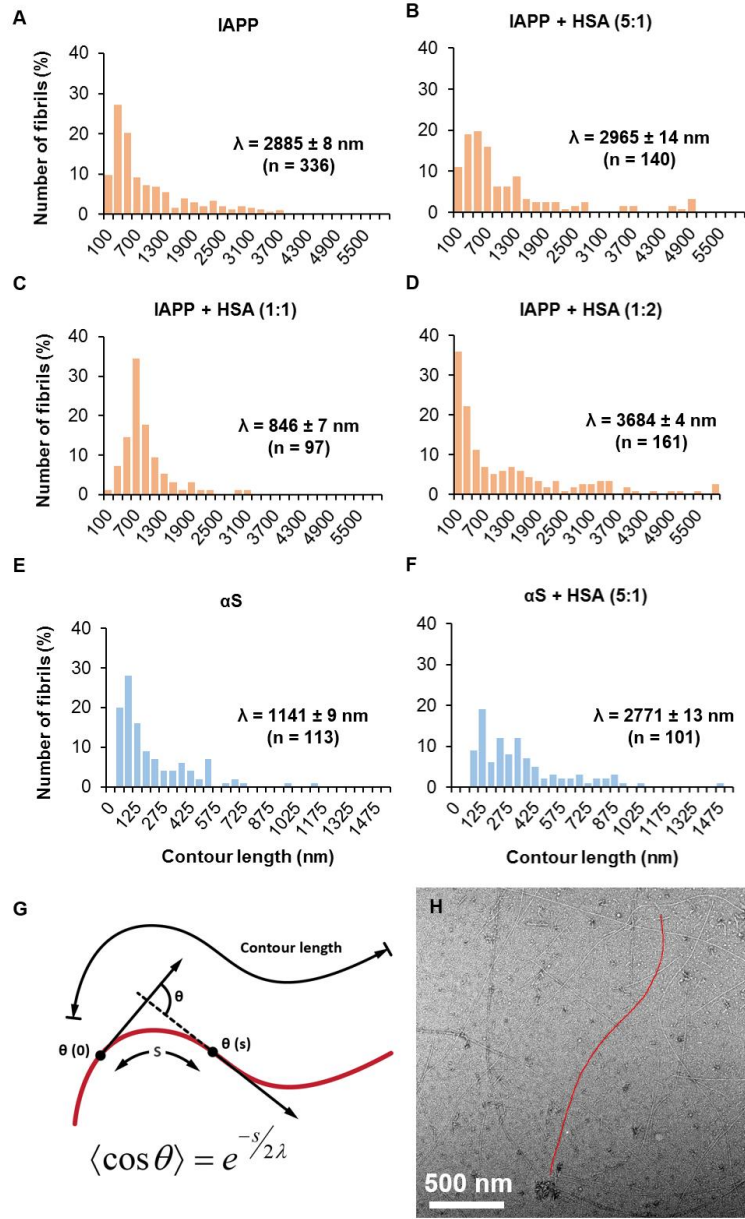 A
IAPP
Number of fibrils (%)
40
30
20
10
0
λ = 2885 ± 8 nm
(n = 336)
100
700
1300
1900
2500
3100
3700
4300
4900
5500
B
IAPP + HSA (5:1)
40
30
20
10
0
λ = 2965 ± 14 nm
(n = 140)
100
700
1300
1900
2500
3100
3700
4300
4900
5500
C
IAPP + HSA (1:1)
Number of fibrils (%)
40
30
20
10
0
λ = 846 ± 7 nm
(n = 97)
100
700
1300
1900
2500
3100
3700
4300
4900
5500
D
IAPP + HSA (1:2)
40
30
20
10
0
λ = 3684 ± 4 nm
(n = 161)
100
700
1300
1900
2500
3100
3700
4300
4900
5500
E
αS
Number of fibrils (%)
40
30
20
10
0
λ = 1141 ± 9 nm
(n = 113)
0
125
275
425
575
725
875
1025
1175
1325
1475
Contour length (nm)
F
αS + HSA (5:1)
40
30
20
10
0
λ = 2771 ± 13 nm
(n = 101)
0
125
275
425
575
725
875
1025
1175
1325
1475
Contour length (nm)
G
Contour length
θ
θ (0)
S
θ (s)
⟨cos θ⟩ = e^{-s/2λ}
H
500 nm